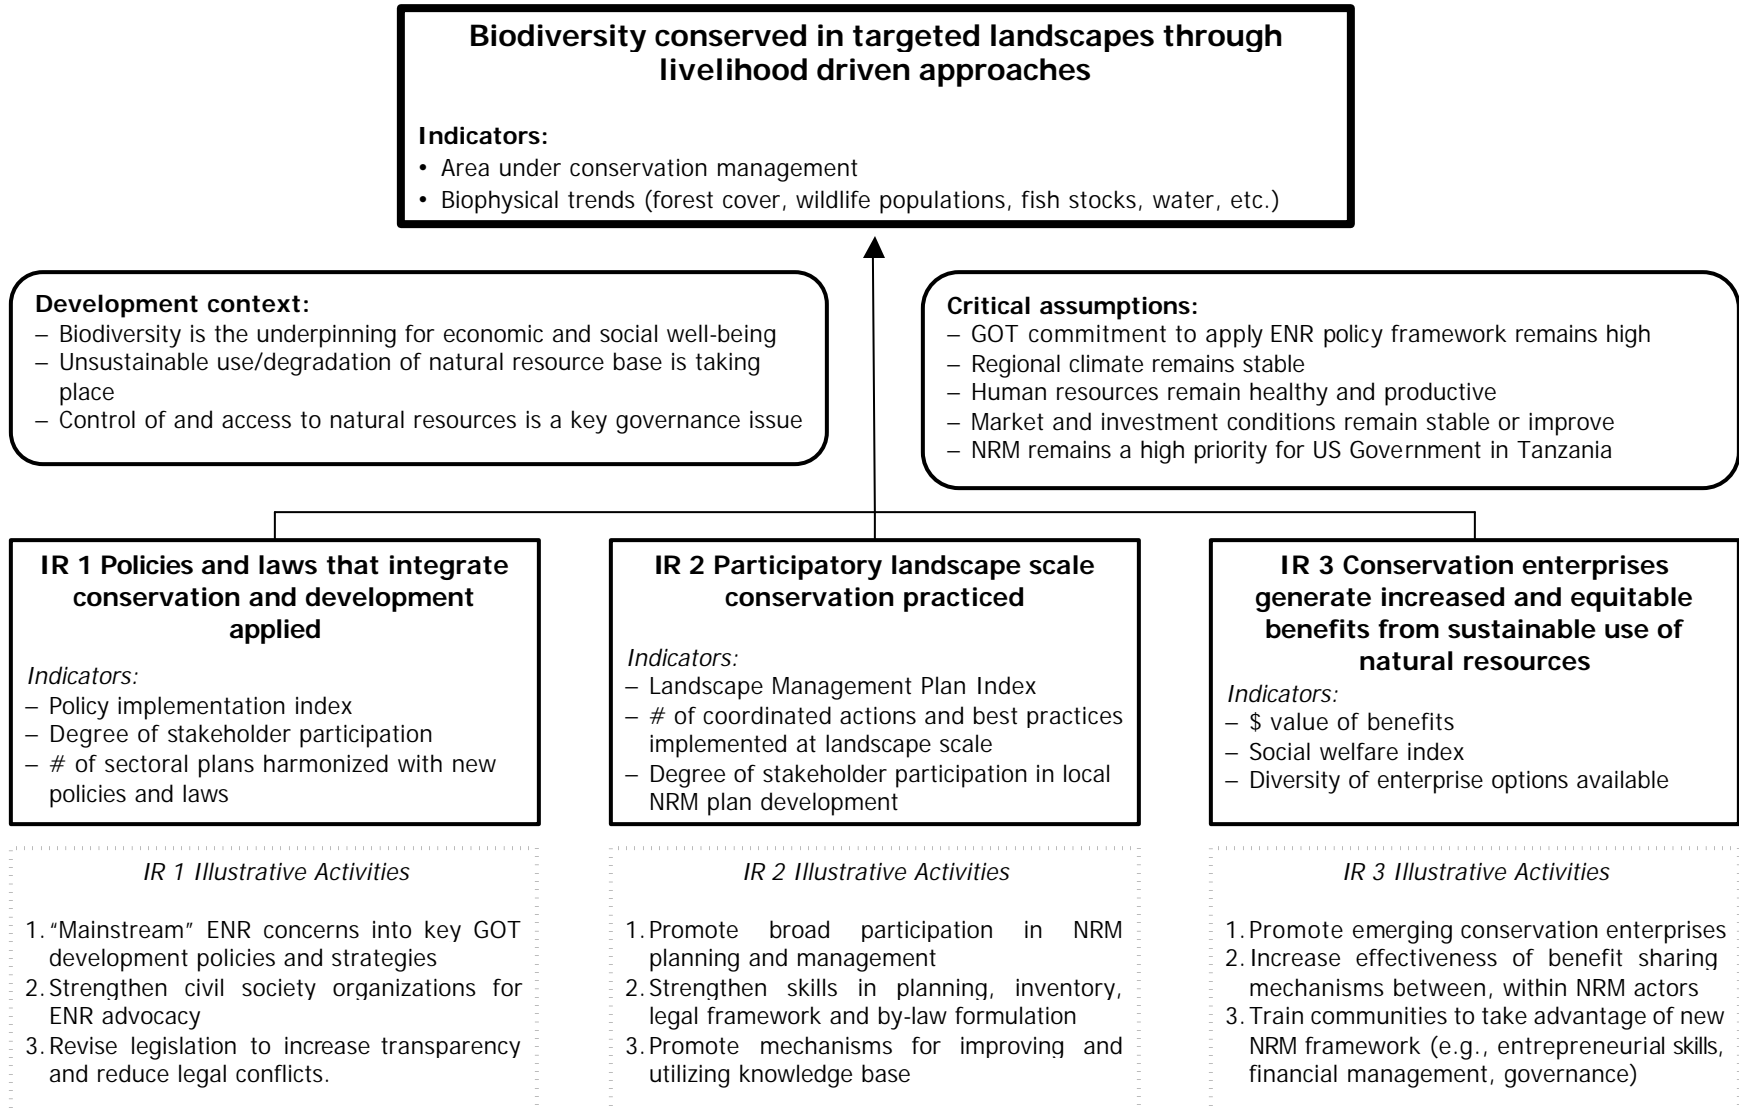 Biodiversity conserved in targeted landscapes through
livelihood driven approaches
Indicators:
• Area under conservation management
• Biophysical trends (forest cover, wildlife populations, fish stocks, water, etc.)
Development context:
– Biodiversity is the underpinning for economic and social well-being
– Unsustainable use/degradation of natural resource base is taking
place
– Control of and access to natural resources is a key governance issue
Critical assumptions:
– GOT commitment to apply ENR policy framework remains high
– Regional climate remains stable
– Human resources remain healthy and productive
– Market and investment conditions remain stable or improve
– NRM remains a high priority for US Government in Tanzania
IR 1 Policies and laws that integrate
conservation and development
applied
Indicators:
– Policy implementation index
– Degree of stakeholder participation
– # of sectoral plans harmonized with new
policies and laws
IR 2 Participatory landscape scale
conservation practiced
Indicators:
– Landscape Management Plan Index
– # of coordinated actions and best practices
implemented at landscape scale
– Degree of stakeholder participation in local
NRM plan development
IR 3 Conservation enterprises
generate increased and equitable
benefits from sustainable use of
natural resources
Indicators:
– $ value of benefits
– Social welfare index
– Diversity of enterprise options available
IR 1 Illustrative Activities
1. “Mainstream” ENR concerns into key GOT
development policies and strategies
2. Strengthen civil society organizations for
ENR advocacy
3. Revise legislation to increase transparency
and reduce legal conflicts.
IR 2 Illustrative Activities
1. Promote broad participation in NRM
planning and management
2. Strengthen skills in planning, inventory,
legal framework and by-law formulation
3. Promote mechanisms for improving and
utilizing knowledge base
IR 3 Illustrative Activities
1. Promote emerging conservation enterprises
2. Increase effectiveness of benefit sharing
mechanisms between, within NRM actors
3. Train communities to take advantage of new
NRM framework (e.g., entrepreneurial skills,
financial management, governance)